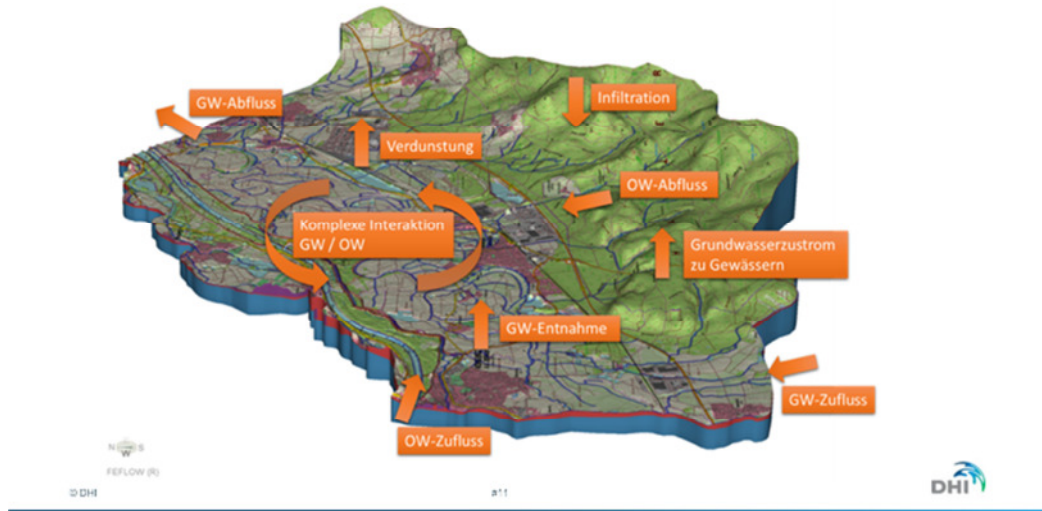 GW-Abfluss
Infiltration
Verdunstung
OW-Abfluss
Komplexe Interaktion
GW / OW
Grundwasserzustrom
zu Gewässern
GW-Entnahme
GW-Zufluss
OW-Zufluss
N S
W
FEFLOW (R)
© DHI
#11
DHI